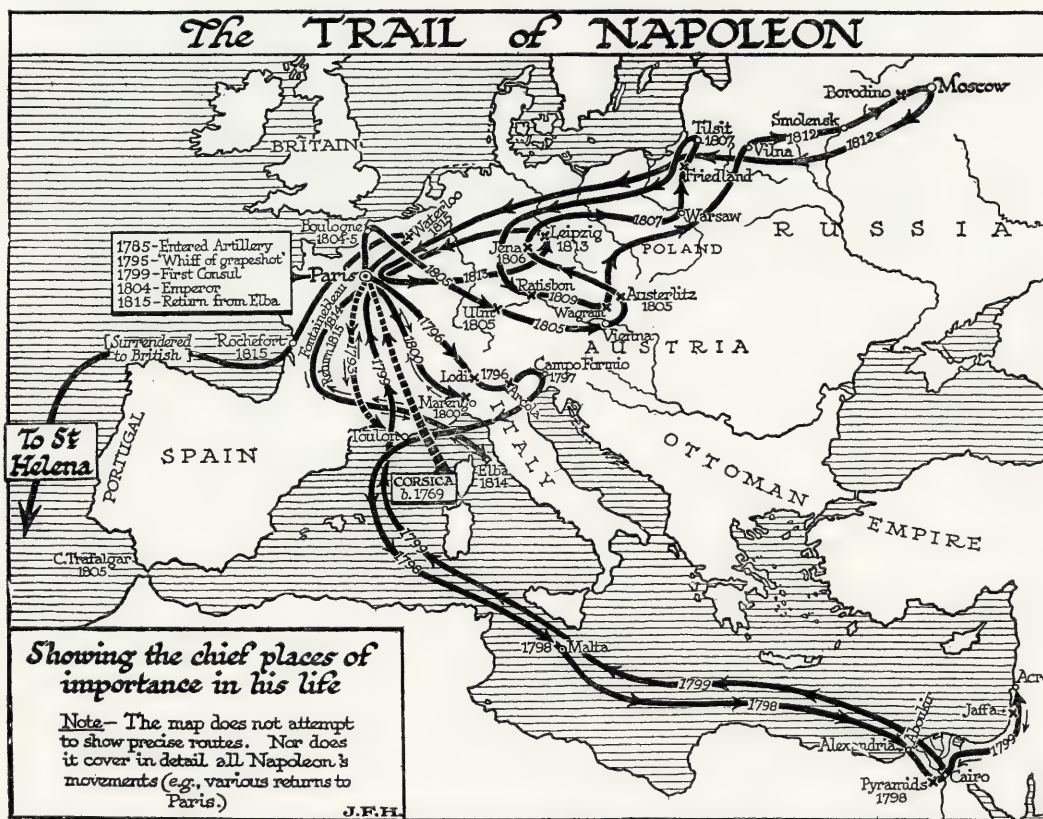 The TRAIL of NAPOLEON
Borodino
Moscow
Smolensk
1812
1812
Tilsit
1807
Vilna
BRITAIN
Friedland
Waterloo
1815
Boulogne
1804-5
1807
Warsaw
RUSSIA
Leipzig
1813
Jena
1806
POLAND
1785-Entered Artillery
1795-'Whiff of grapeshot'
1799-First Consul
1804-Emperor
1815-Return from Elba
Paris
1805
1813
Ratisbon
1809
Austerlitz
1805
Wagram
Ulm
1805
1805
Vienna
AUSTRIA
Fontainebleau
1814
Return 1815
1793
1799
1796
1800
Surrendered
to British
Rochefort
1815
Campo Formio
1797
Lodi
1796
Arcola
Marengo
1800
ITALY
To St
Helena
PORTUGAL
SPAIN
Toulon
CORSICA
b. 1769
Elba
1814
OTTOMAN
EMPIRE
C. Trafalgar
1805
1799
1798
1798
Malta
1799
1798
Acre
Jaffa
1799
Aboukir
Alexandria
Cairo
Pyramids
1798
Showing the chief places of
importance in his life
Note- The map does not attempt
to show precise routes. Nor does
it cover in detail all Napoleon's
movements (e.g., various returns to
Paris.)
J.F.H.